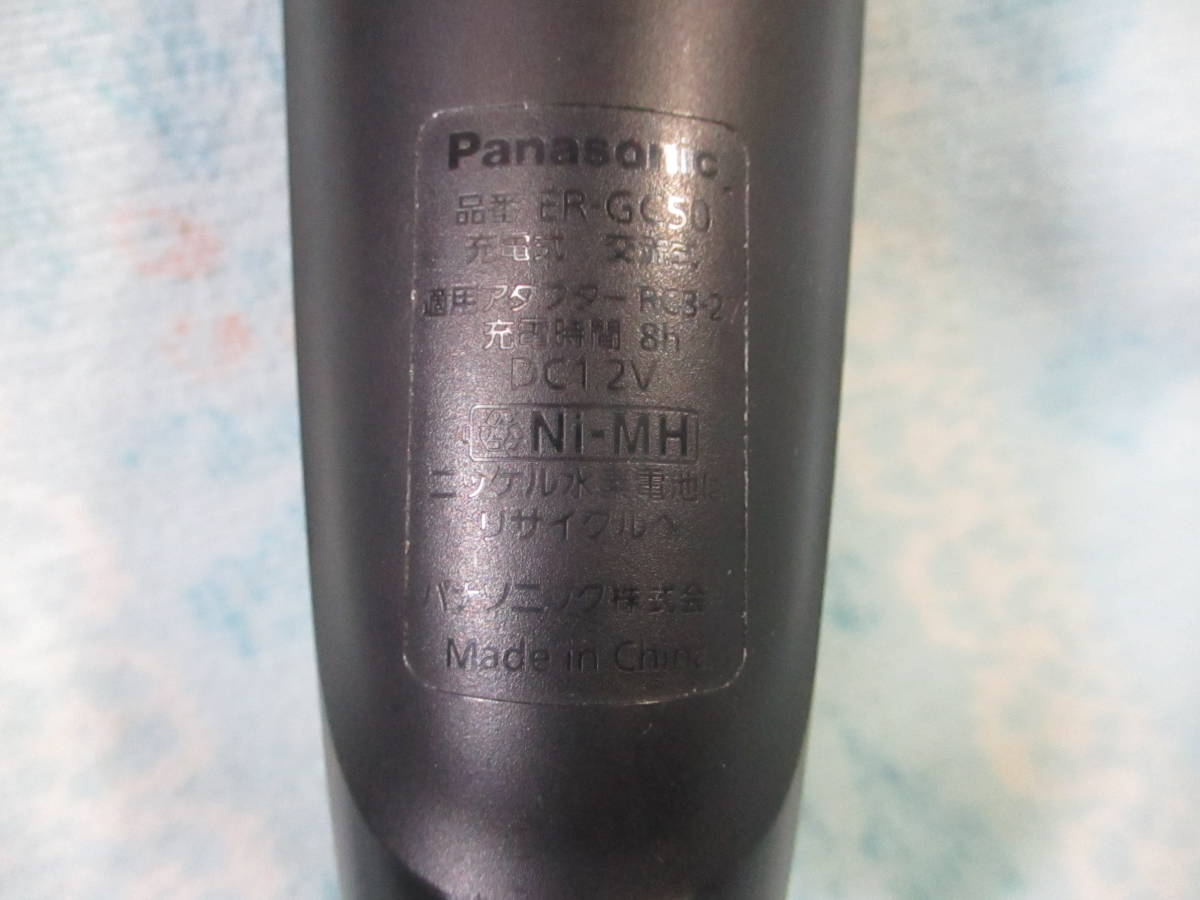 Panasonic
品番 ER-GC50
充電式 交流式
適用アダプター RC3-2
充電時間 8h
DC1.2V
Ni-MH
ニッケル水素電池は
リサイクルへ
パナソニック株式会
Made in China